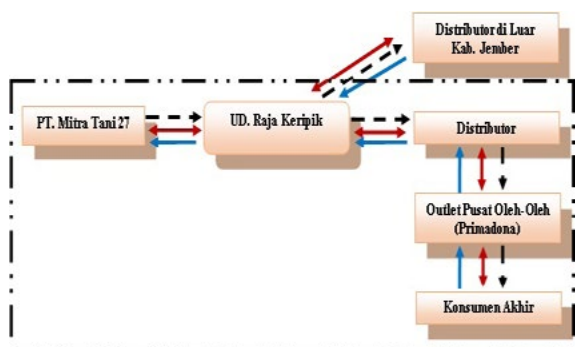 Distributor di Luar
Kab. Jember
PT. Mitra Tani 27
UD. Raja Keripik
Distributor
Outlet Pusat Oleh-Oleh
(Primadona)
Konsumen Akhir